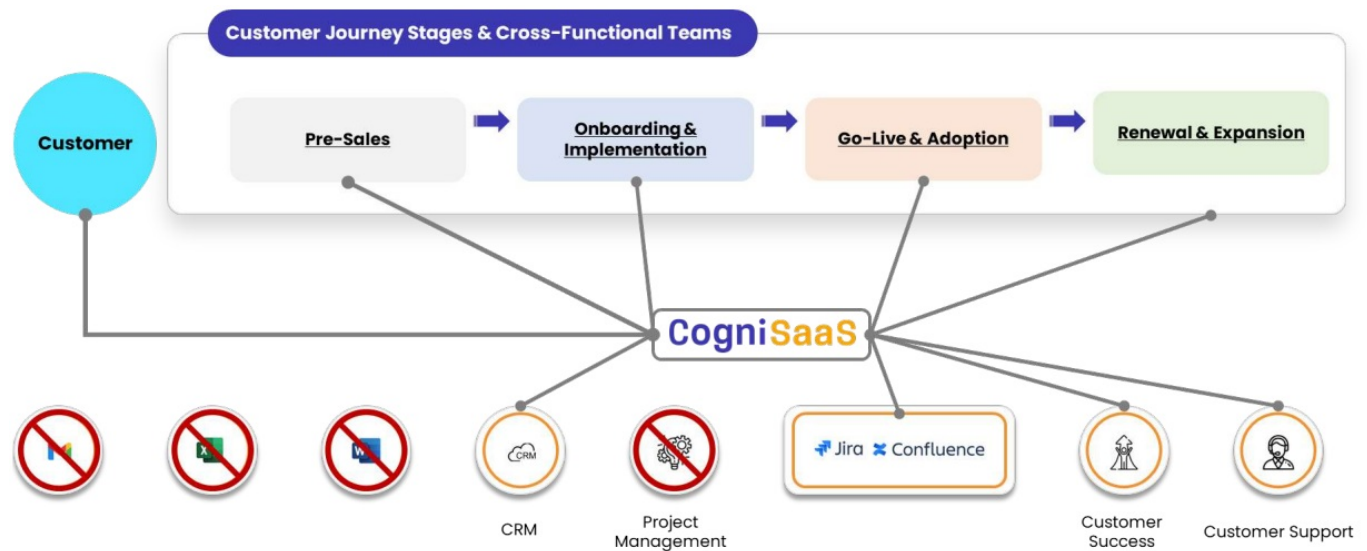 Customer Journey Stages & Cross-Functional Teams
Customer
Pre-Sales
Onboarding &
Implementation
Go-Live & Adoption
Renewal & Expansion
CogniSaaS
X
W
CRM
Jira Confluence
CRM
Project
Management
Customer
Success
Customer Support